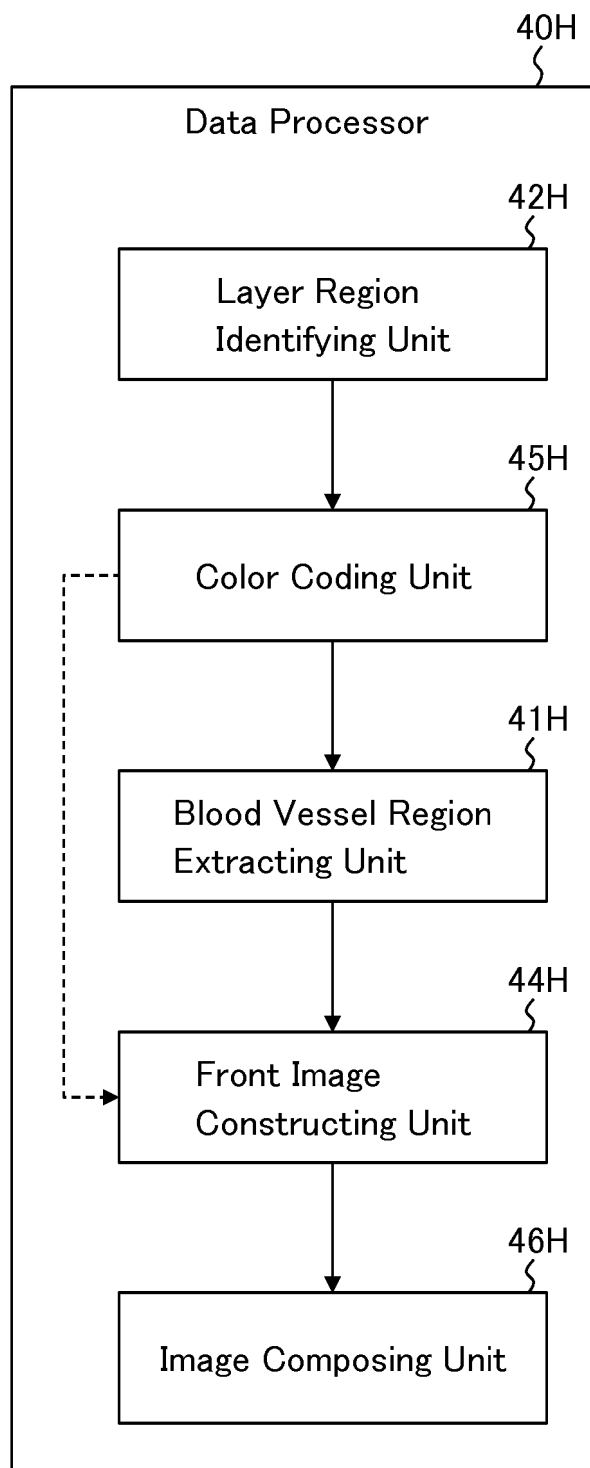 40H
Data Processor
42H
Layer Region
Identifying Unit
45H
Color Coding Unit
41H
Blood Vessel Region
Extracting Unit
44H
Front Image
Constructing Unit
46H
Image Composing Unit